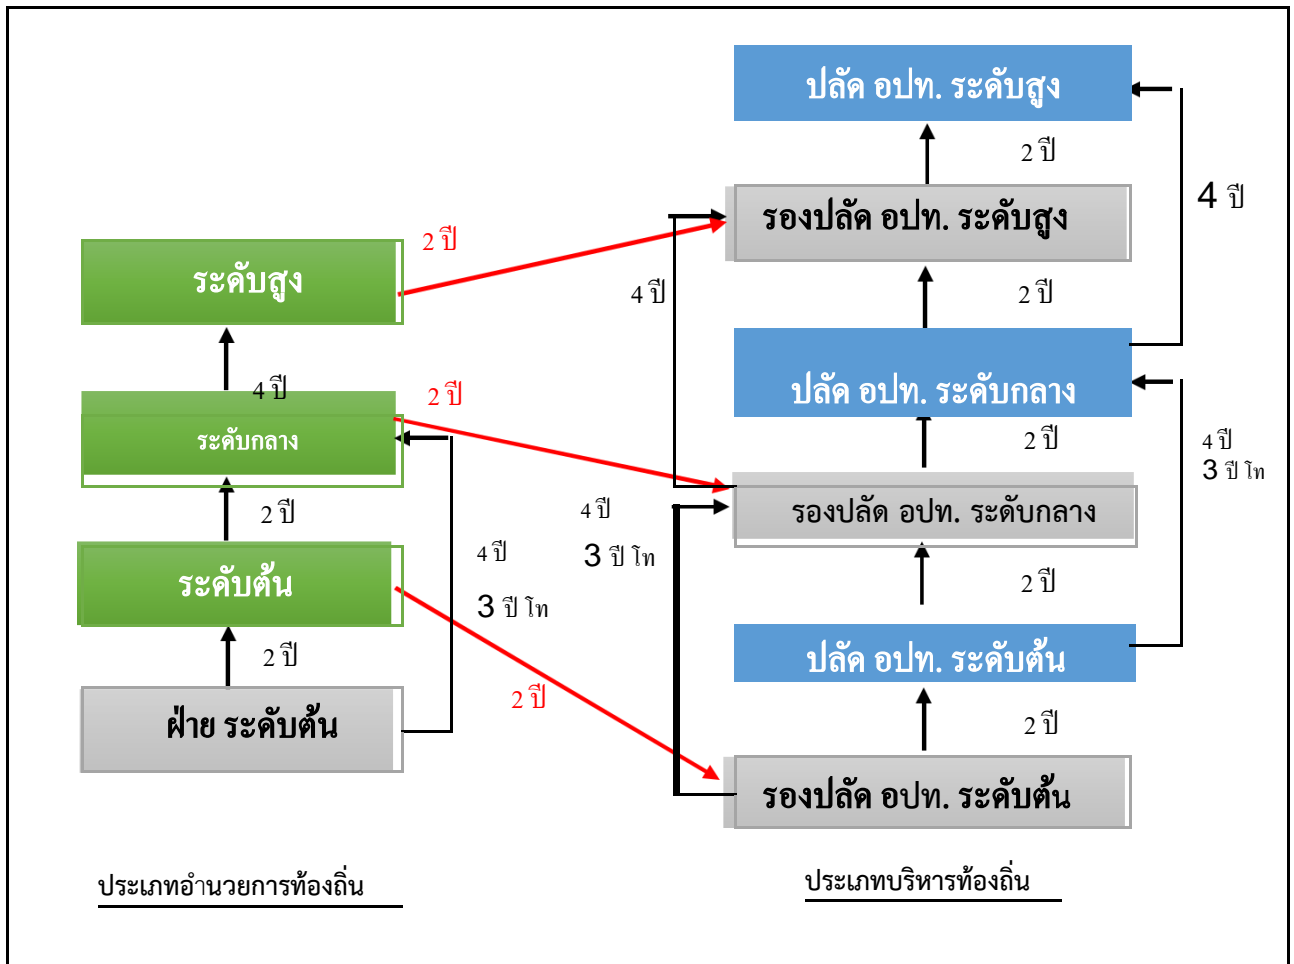 ปลัด อปท. ระดับสูง
2 ปี
รองปลัด อปท. ระดับสูง
4 ปี
2 ปี
ระดับสูง
4 ปี
2 ปี
4 ปี
2 ปี
ปลัด อปท. ระดับกลาง
ระดับกลาง
2 ปี
4 ปี
3 ปี โท
2 ปี
4 ปี
รองปลัด อปท. ระดับกลาง
4 ปี
3 ปี โท
3 ปี โท
ระดับต้น
2 ปี
2 ปี
ปลัด อปท. ระดับต้น
2 ปี
ฝ่าย ระดับต้น
2 ปี
รองปลัด อปท. ระดับต้น
ประเภทอำนวยการท้องถิ่น
ประเภทบริหารท้องถิ่น